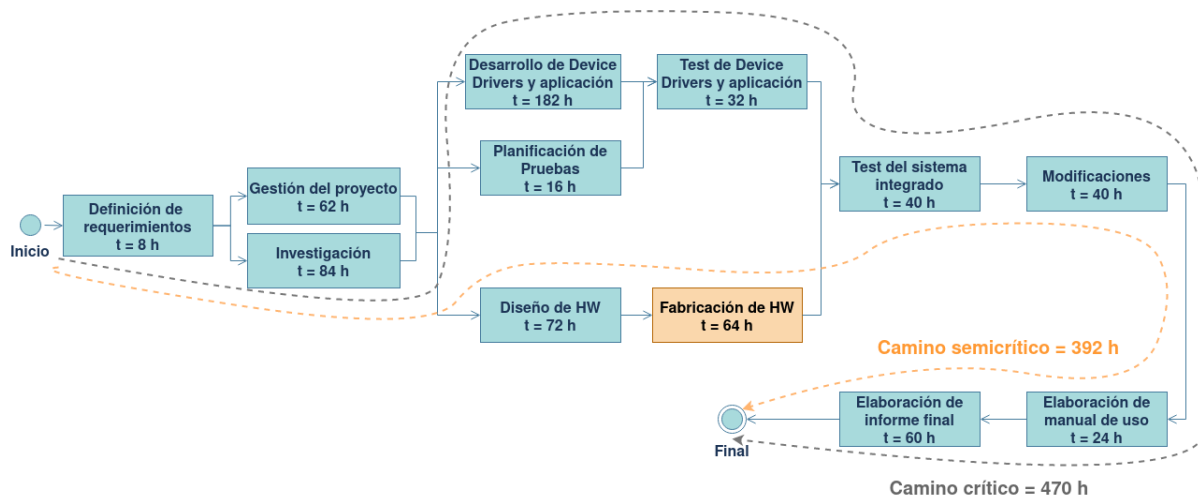 Inicio
Definición de
requerimientos
t = 8 h
Gestión del proyecto
t = 62 h
Investigación
t = 84 h
Desarrollo de Device
Drivers y aplicación
t = 182 h
Planificación de
Pruebas
t = 16 h
Diseño de HW
t = 72 h
Test de Device
Drivers y aplicación
t = 32 h
Fabricación de HW
t = 64 h
Test del sistema
integrado
t = 40 h
Modificaciones
t = 40 h
Camino semicrítico = 392 h
Elaboración de
manual de uso
t = 24 h
Elaboración de
informe final
t = 60 h
Final
Camino crítico = 470 h